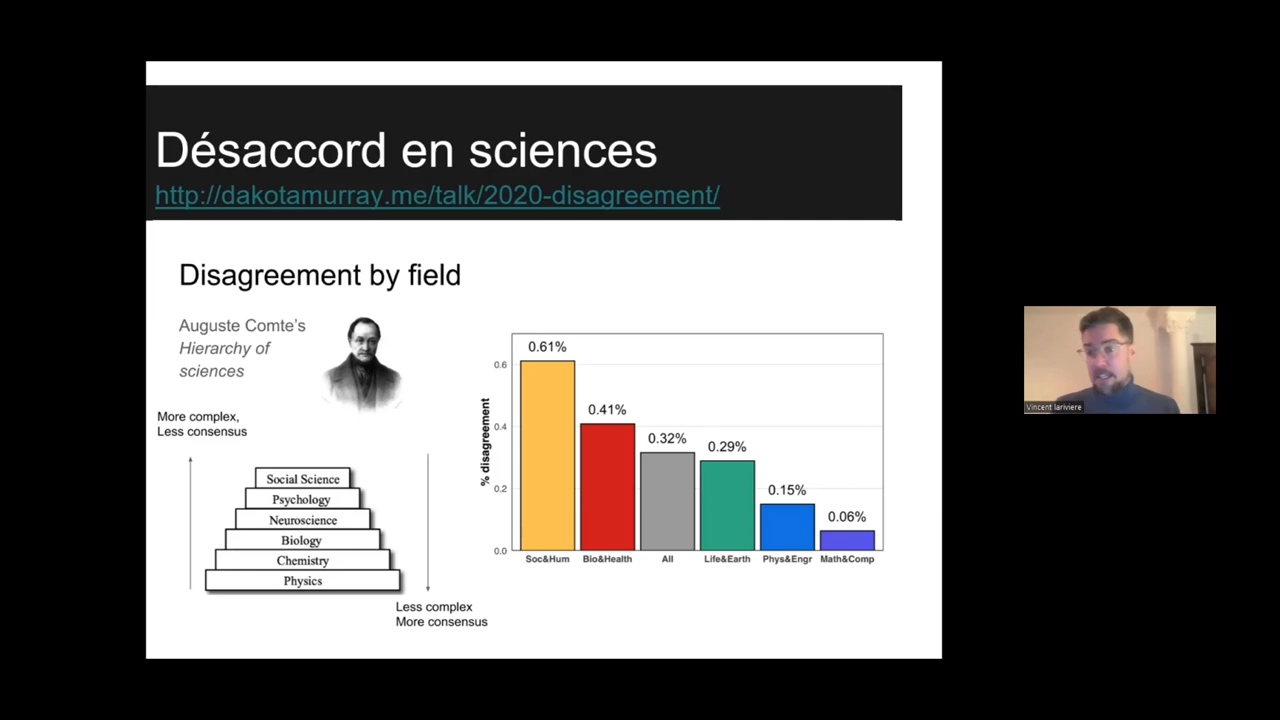 Désaccord en sciences
http://dakotamurray.me/talk/2020-disagreement/
Disagreement by field
Auguste Comte's
Hierarchy of
sciences
More complex,
Less consensus
Social Science
Psychology
Neuroscience
Biology
Chemistry
Physics
Less complex
More consensus
% disagreement
0.6
0.4
0.2
0.0
0.61%
0.41%
0.32%
0.29%
0.15%
0.06%
Soc&Hum
Bio&Health
All
Life&Earth
Phys&Engr
Math&Comp
Vincent lariviere